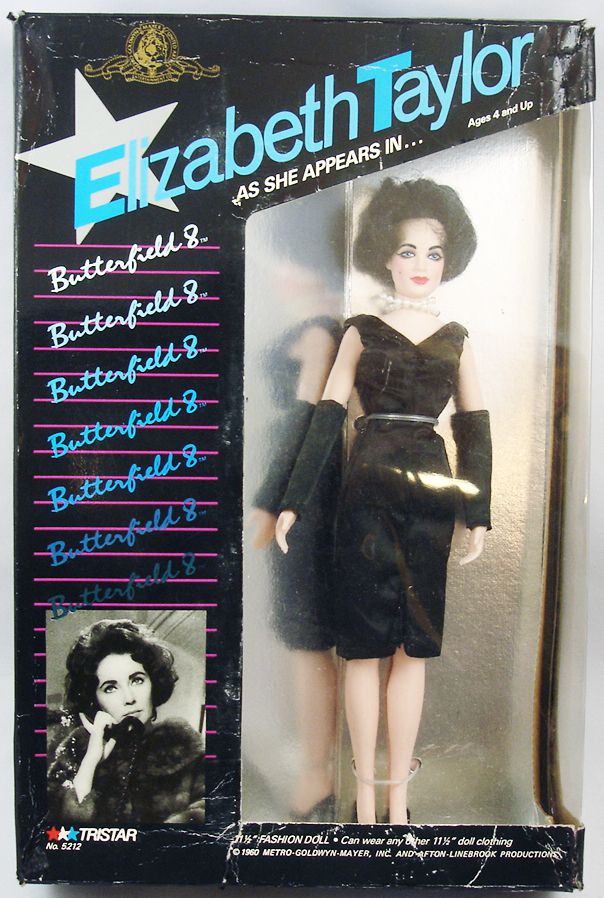 Elizabeth Taylor
AS SHE APPEARS IN...
Ages 4 and Up
Butterfield 8™
Butterfield 8™
Butterfield 8™
Butterfield 8™
Butterfield 8™
Butterfield 8™
Butterfield 8™
TRISTAR
No. 5212
11½" FASHION DOLL • Can wear any other 11½" doll clothing
© 1960 METRO-GOLDWYN-MAYER, INC. AND AFTON-LINEBROOK PRODUCTIONS